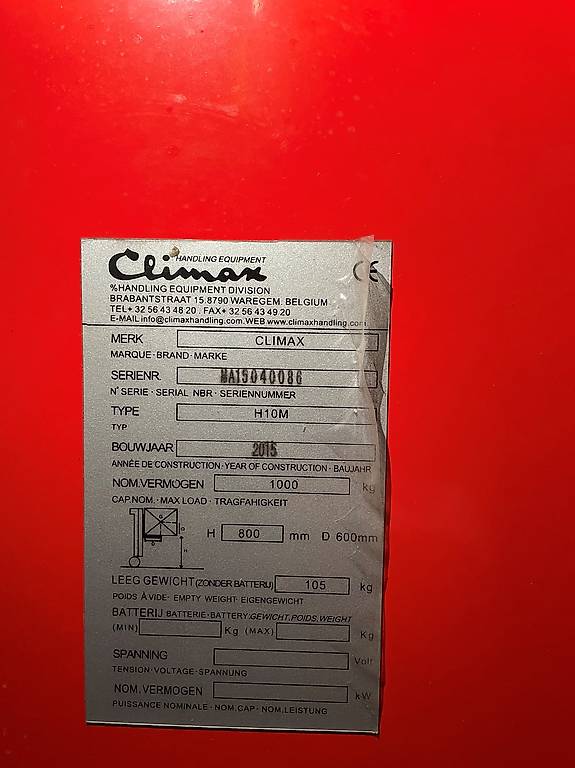 HANDLING EQUIPMENT
Climax
CE
%HANDLING EQUIPMENT DIVISION
BRABANTSTRAAT 15.8790 WAREGEM. BELGIUM
TEL+ 32 56 43 48 20 . FAX+ 32 56 43 49 20
E-MAIL info@climaxhandling.com.WEB www.climaxhandling.com
MERK CLIMAX
MARQUE·BRAND·MARKE
SERIENR. MA15040086
N° SERIE·SERIAL NBR·SERIENNUMMER
TYPE H10M
TYP
BOUWJAAR 2015
ANNÉE DE CONSTRUCTION·YEAR OF CONSTRUCTION·BAUJAHR
NOM.VERMOGEN 1000 kg
CAP.NOM.·MAX LOAD·TRAGFAHIGKEIT
H 800 mm D 600mm
LEEG GEWICHT(ZONDER BATTERIJ) 105 kg
POIDS À VIDE·EMPTY WEIGHT·EIGENGEWICHT
BATTERIJ BATTERIE·BATTERY:GEWICHT.POIDS.WEIGHT
(MIN) Kg (MAX) Kg
SPANNING Volt
TENSION·VOLTAGE·SPANNUNG
NOM.VERMOGEN kW
PUISSANCE NOMINALE·NOM.CAP·NOM.LEISTUNG